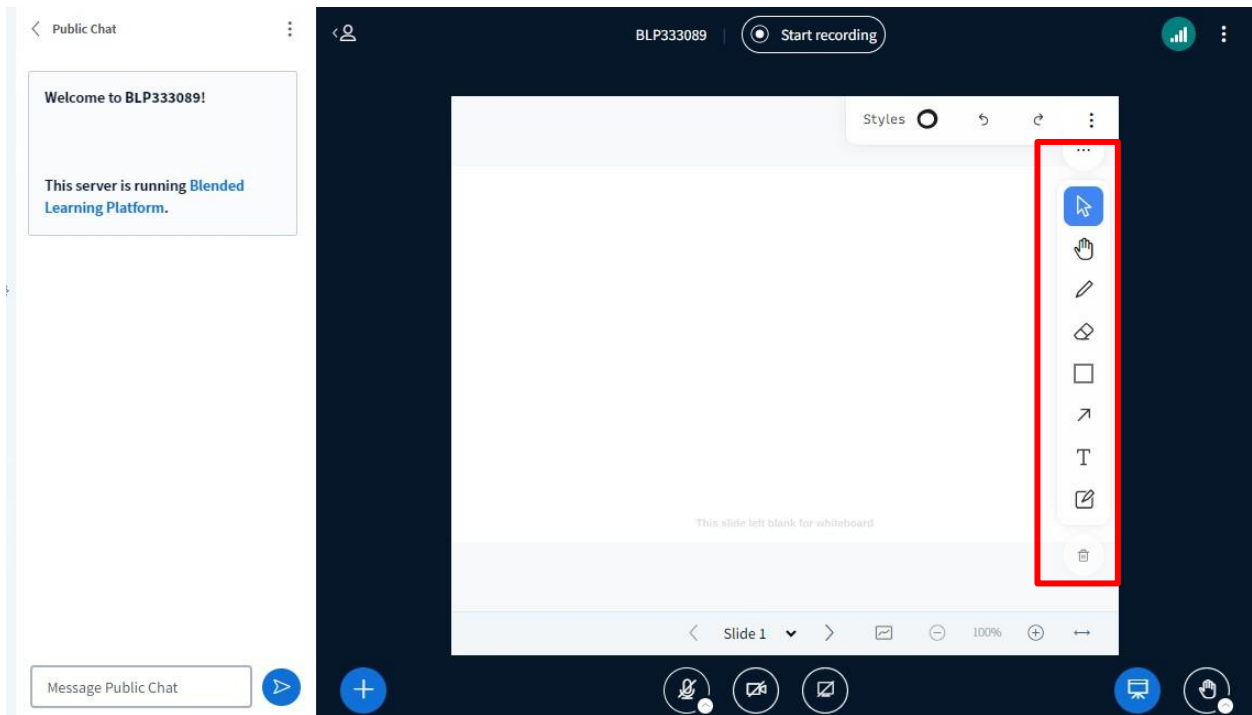 Public Chat
Welcome to BLP333089!
This server is running Blended
Learning Platform.
Message Public Chat
BLP333089
Start recording
Styles
T
This slide left blank for whiteboard
Slide 1
100%